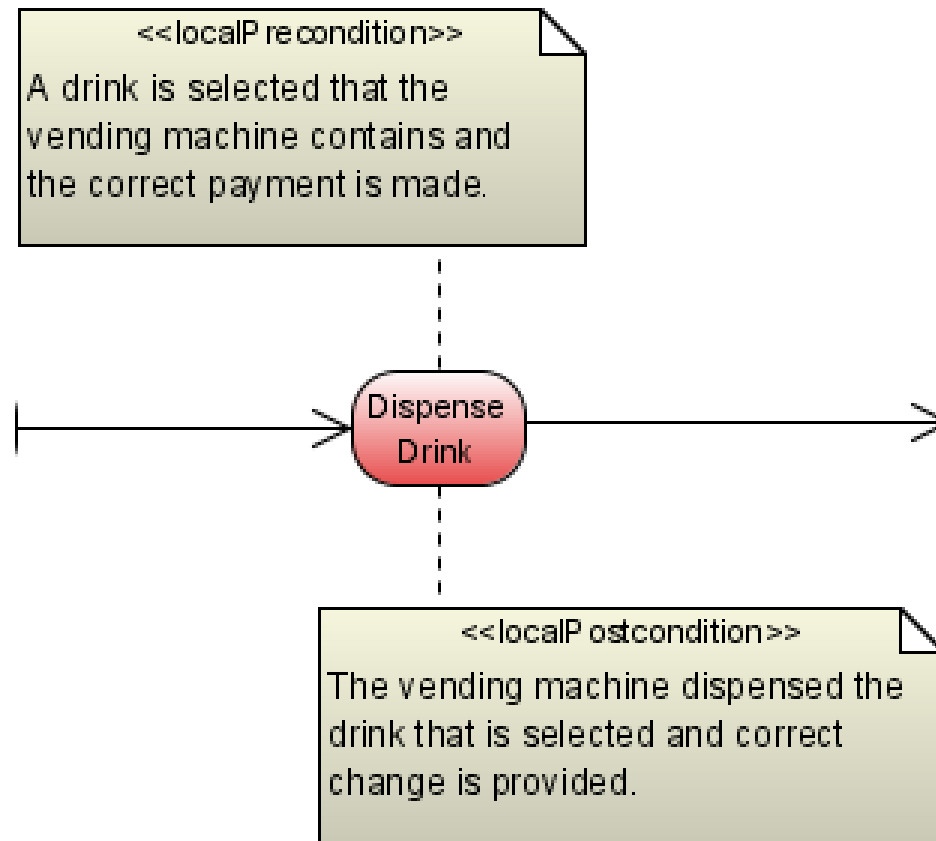 <<localPrecondition>>
A drink is selected that the
vending machine contains and
the correct payment is made.
Dispense
Drink
<<localPostcondition>>
The vending machine dispensed the
drink that is selected and correct
change is provided.